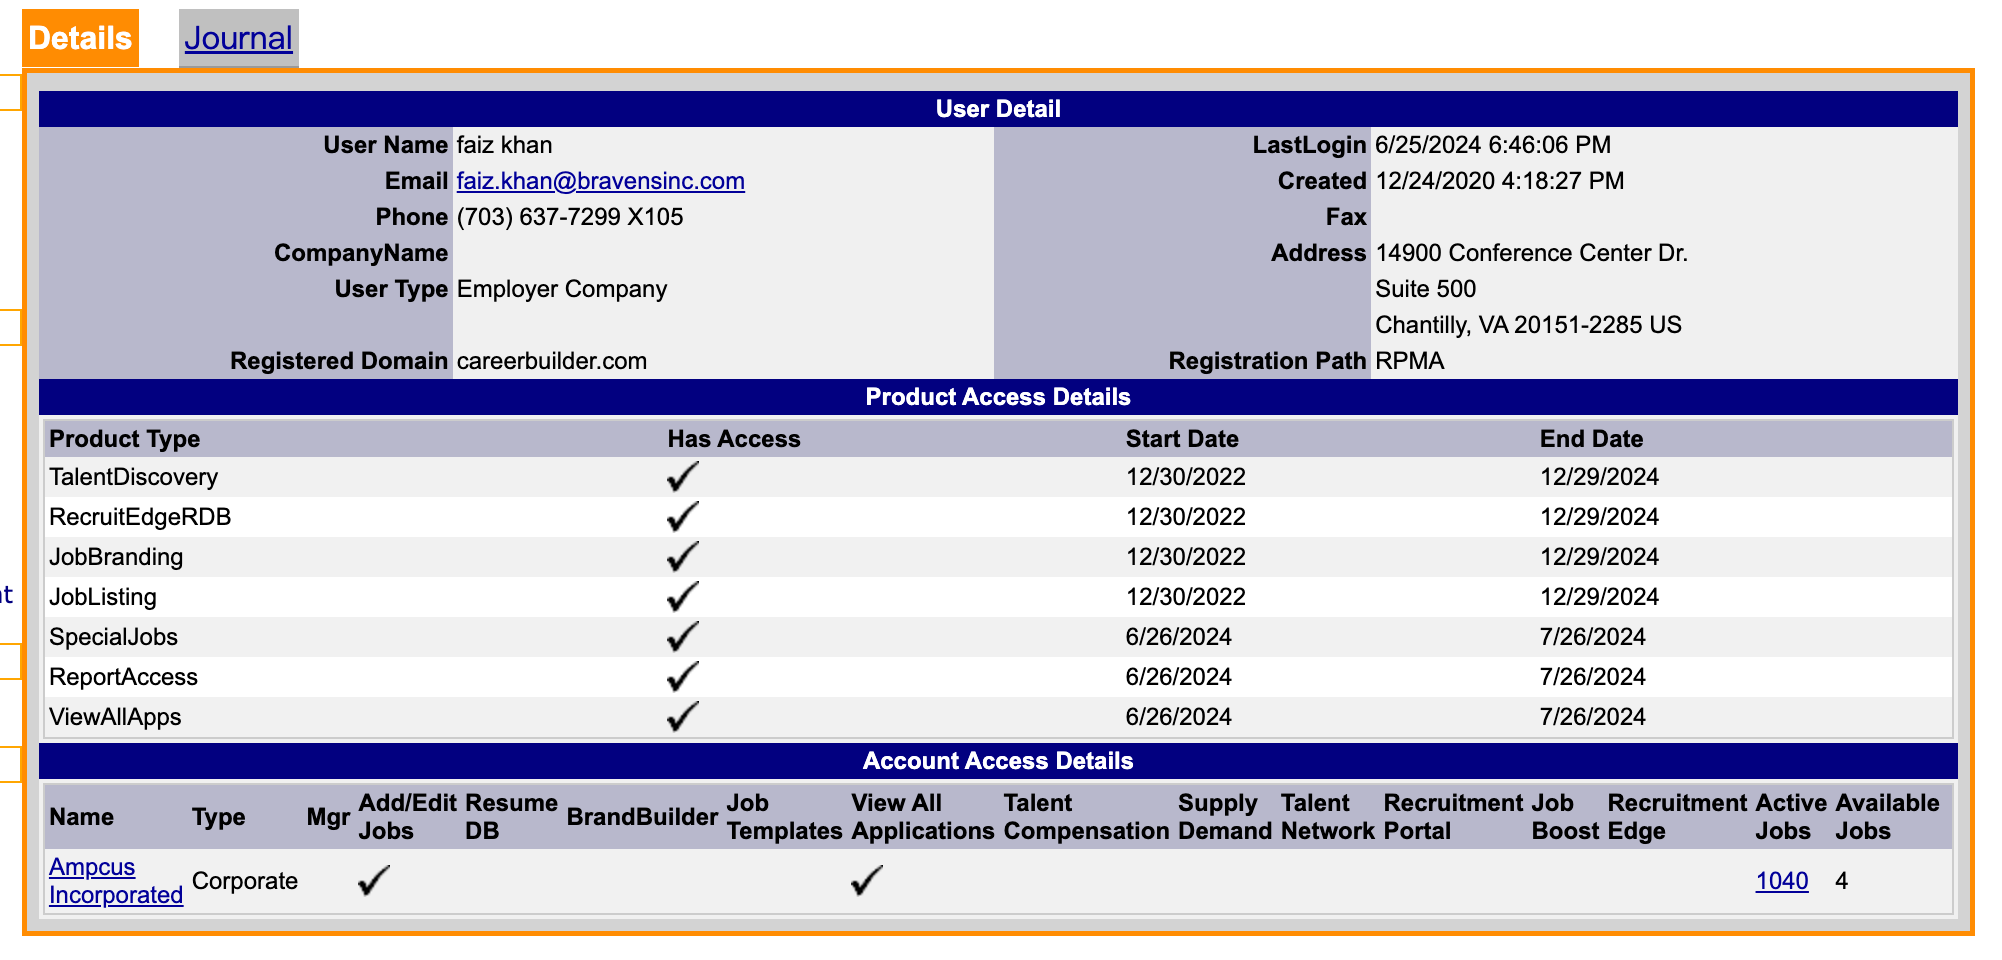 Details Journal
User Detail
User Name faiz khan LastLogin 6/25/2024 6:46:06 PM
Email faiz.khan@bravensinc.com Created 12/24/2020 4:18:27 PM
Phone (703) 637-7299 X105 Fax
CompanyName Address 14900 Conference Center Dr.
User Type Employer Company Suite 500
Chantilly, VA 20151-2285 US
Registered Domain careerbuilder.com Registration Path RPMA
Product Access Details
Product Type Has Access Start Date End Date
TalentDiscovery 12/30/2022 12/29/2024
RecruitEdgeRDB 12/30/2022 12/29/2024
JobBranding 12/30/2022 12/29/2024
JobListing 12/30/2022 12/29/2024
SpecialJobs 6/26/2024 7/26/2024
ReportAccess 6/26/2024 7/26/2024
ViewAllApps 6/26/2024 7/26/2024
Account Access Details
Name Type Mgr Add/Edit Jobs Resume DB BrandBuilder Job Templates View All Applications Talent Compensation Supply Demand Talent Network Recruitment Portal Job Boost Recruitment Edge Active Jobs Available Jobs
Ampcus Incorporated Corporate 1040 4